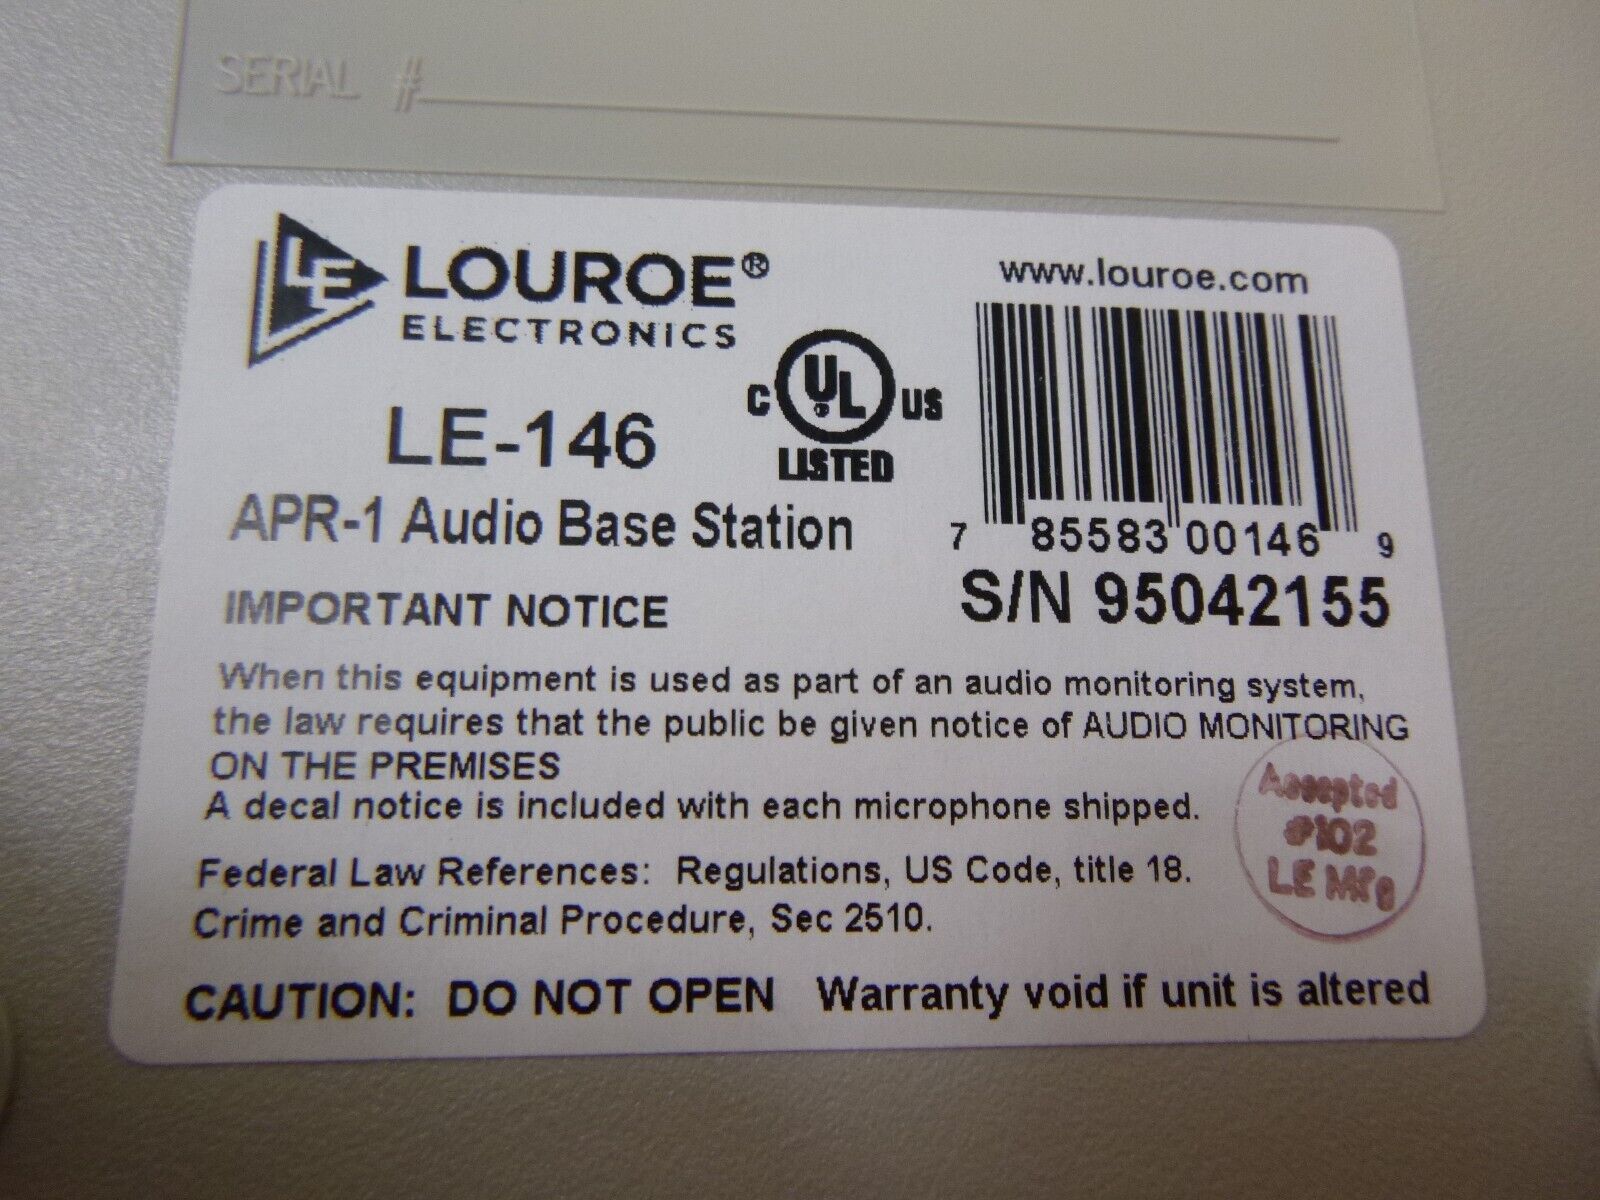 SERIAL #
LE LOUROE®
ELECTRONICS
www.louroe.com
C UL US
LISTED
LE-146
APR-1 Audio Base Station
7 85583 00146 9
S/N 95042155
IMPORTANT NOTICE
When this equipment is used as part of an audio monitoring system,
the law requires that the public be given notice of AUDIO MONITORING
ON THE PREMISES
A decal notice is included with each microphone shipped.
Accepted
#102
LE Mfg
Federal Law References: Regulations, US Code, title 18.
Crime and Criminal Procedure, Sec 2510.
CAUTION: DO NOT OPEN Warranty void if unit is altered